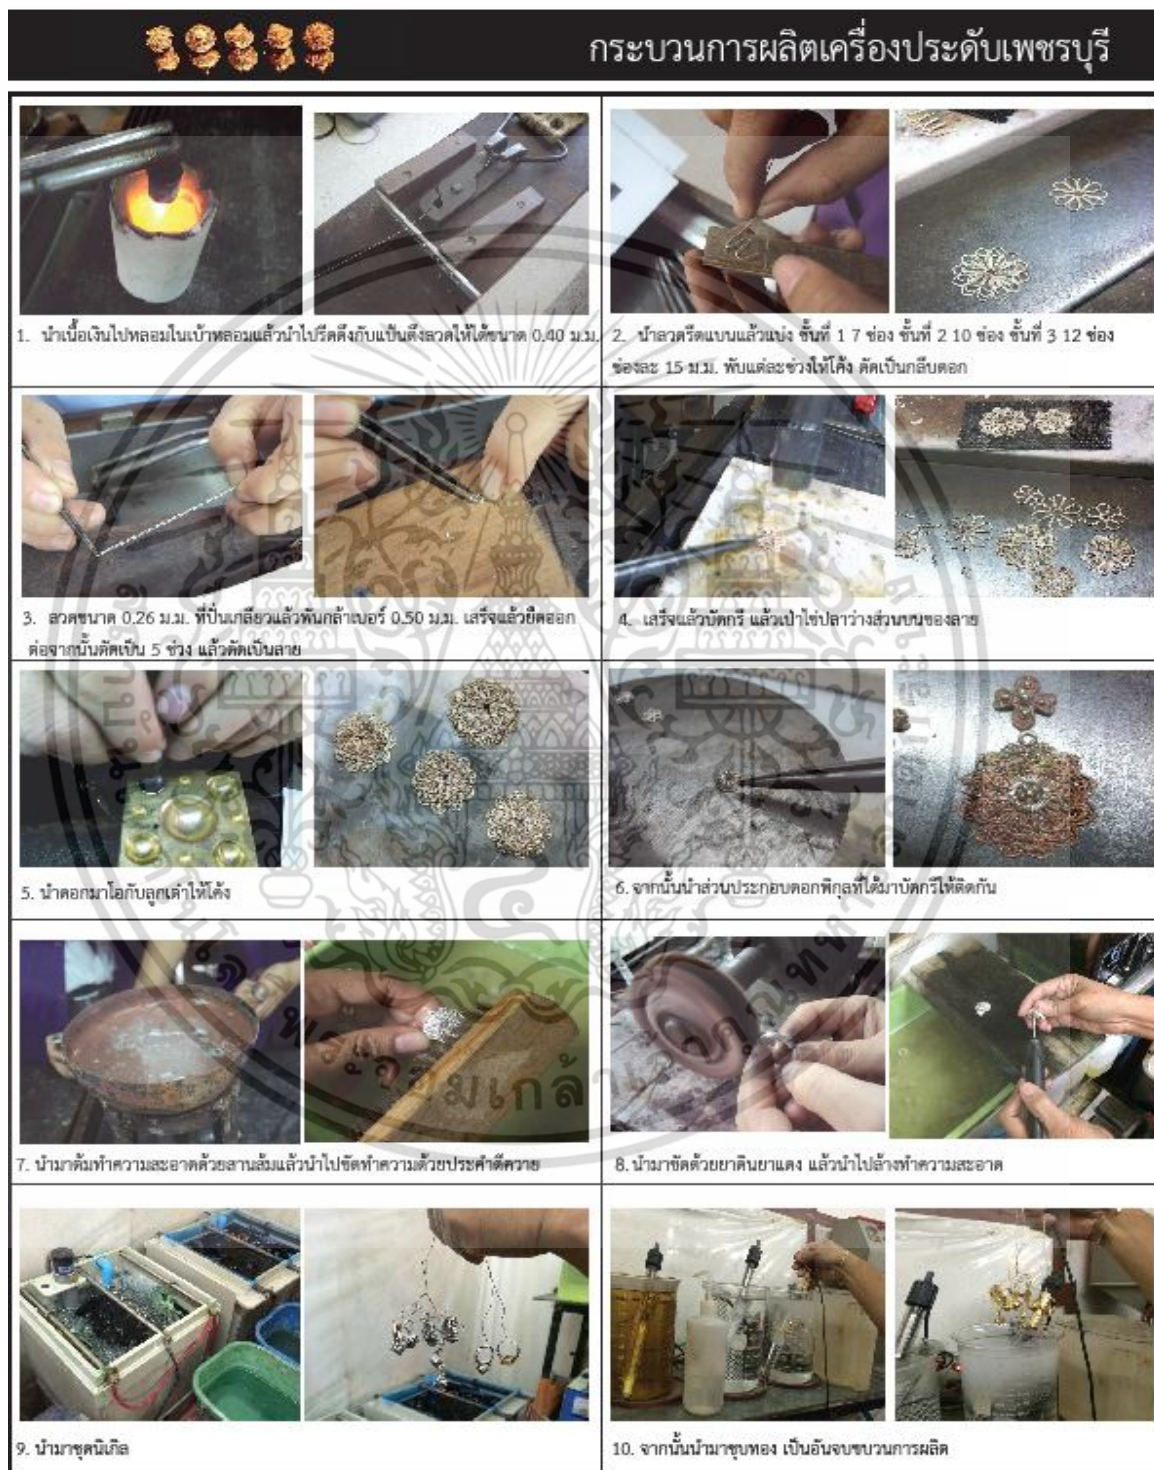 กระบวนการผลิตเครื่องประดับเพชรบุรี
1. นำเนื้อเงินไปหลอมในเบ้าหลอมแล้วนำไปรีดดึงกับแป้นดึงลวดให้ได้ขนาด 0.40 ม.ม.
2. นำลวดรีดแบนแล้วแบ่ง ชั้นที่ 1 7 ช่อง ชั้นที่ 2 10 ช่อง ชั้นที่ 3 12 ช่อง
ช่องละ 15 ม.ม. พับแต่ละช่วงให้โค้ง ดัดเป็นกลีบดอก
3. ลวดขนาด 0.26 ม.ม. ที่ปั่นเกลียวแล้วพันกล้าเบอร์ 0.50 ม.ม. เสร็จแล้วยืดออก
ต่อจากนั้นตัดเป็น 5 ช่วง แล้วดัดเป็นลาย
4. เสร็จแล้วบัดกรี แล้วเป่าไข่ปลาวางส่วนบนของลาย
5. นำดอกมาโอกับลูกเต๋าให้โค้ง
6. จากนั้นนำส่วนประกอบดอกพิกุลที่ได้มาบัดกรีให้ติดกัน
7. นำมาต้มทำความสะอาดด้วยสานส้มแล้วนำไปขัดทำความด้วยประคำดีควาย
8. นำมาขัดด้วยยาดินยาแดง แล้วนำไปล้างทำความสะอาด
9. นำมาชุดนิเกิล
10. จากนั้นนำมาชุบทอง เป็นอันจบขบวนการผลิต
พระจอมเกล้า